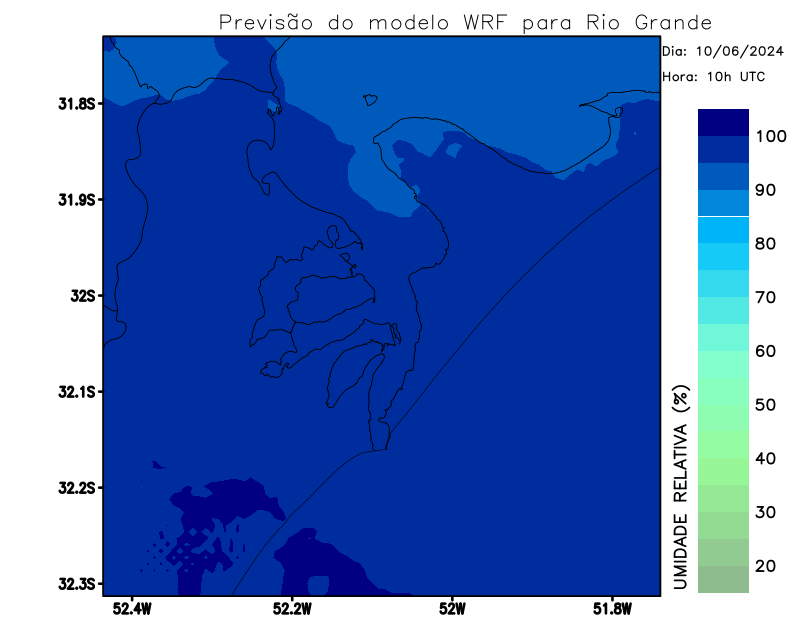 Previsão do modelo WRF para Rio Grande
Dia: 10/06/2024
Hora: 10h UTC
31.8S
31.9S
32S
32.1S
32.2S
32.3S
52.4W
52.2W
52W
51.8W
UMIDADE RELATIVA (%)
100
90
80
70
60
50
40
30
20